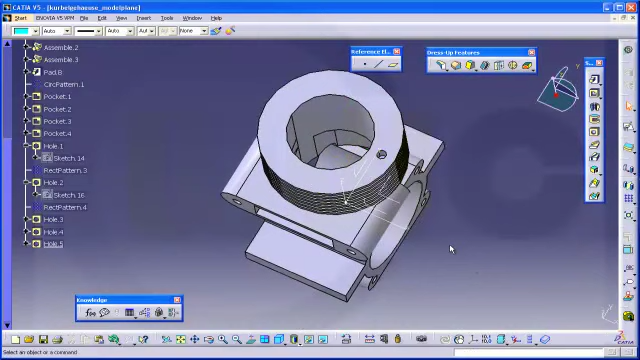 CATIA V5 - [kurbelgehaeuse_modelplane]
Start ENOVIA V5 VPM File Edit View Insert Tools Window Help
Auto Auto Aut Aut None
Reference El...
Dress-Up Features
S...
Assemble.2
Assemble.3
Pad.8
CircPattern.1
Pocket.1
Pocket.2
Pocket.3
Pocket.4
Hole.1
Sketch.14
RectPattern.3
Hole.2
Sketch.16
RectPattern.4
Hole.3
Hole.4
Hole.5
Knowledge
Select an object or a command